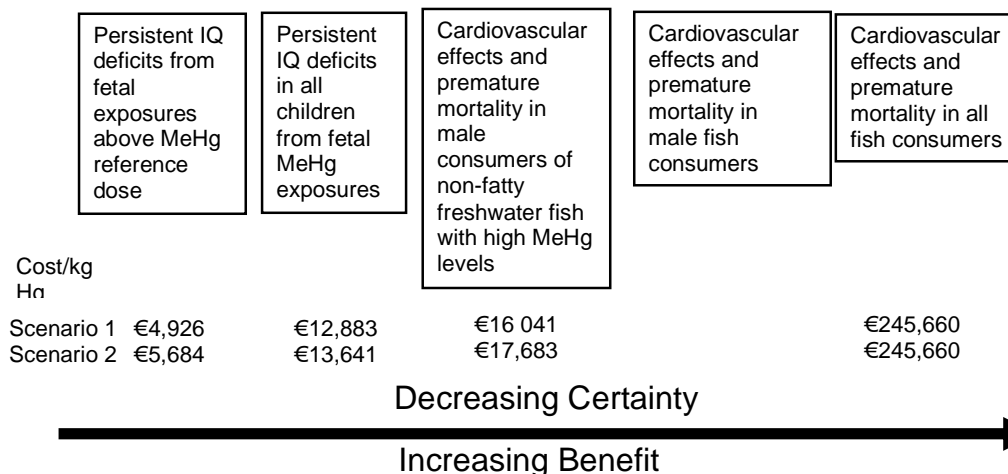 Persistent IQ
deficits from
fetal
exposures
above MeHg
reference
dose
Persistent
IQ deficits
in all
children
from fetal
MeHg
exposures
Cardiovascular
effects and
premature
mortality in
male
consumers of
non-fatty
freshwater fish
with high MeHg
levels
Cardiovascular
effects and
premature
mortality in
male fish
consumers
Cardiovascular
effects and
premature
mortality in all
fish consumers
Cost/kg
Hg
Scenario 1 €4,926 €12,883 €16 041 €245,660
Scenario 2 €5,684 €13,641 €17,683 €245,660
Decreasing Certainty
Increasing Benefit